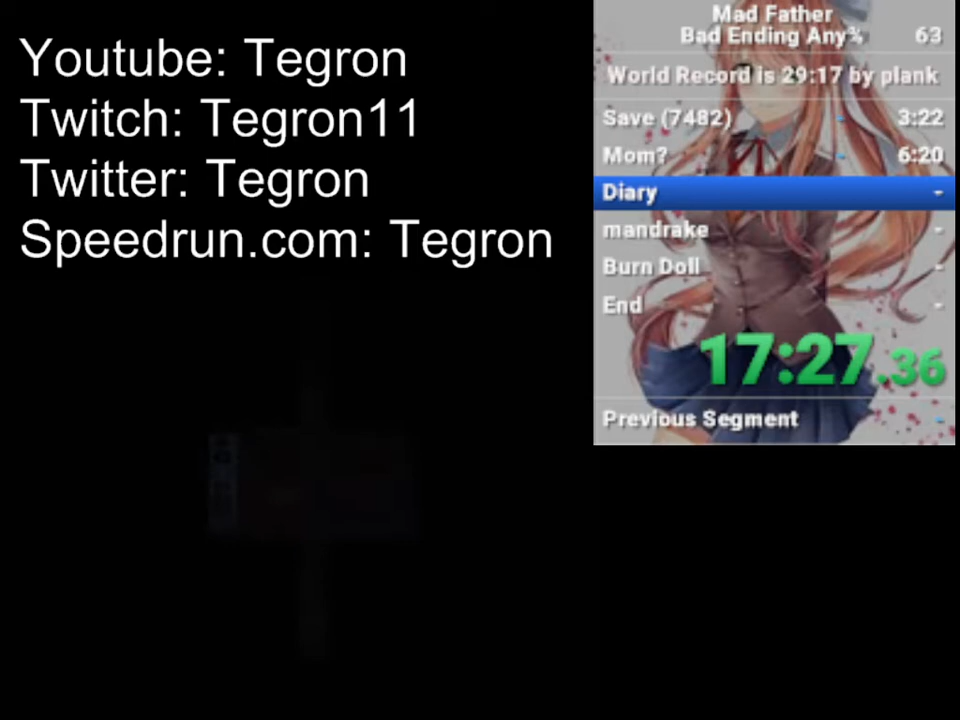 Youtube: Tegron
Twitch: Tegron11
Twitter: Tegron
Speedrun.com: Tegron
Mad Father
Bad Ending Any% 63
World Record is 29:17 by plank
Save (7482) - 3:22
Mom? - 6:20
Diary -
mandrake -
Burn Doll -
End -
17:27.36
Previous Segment -